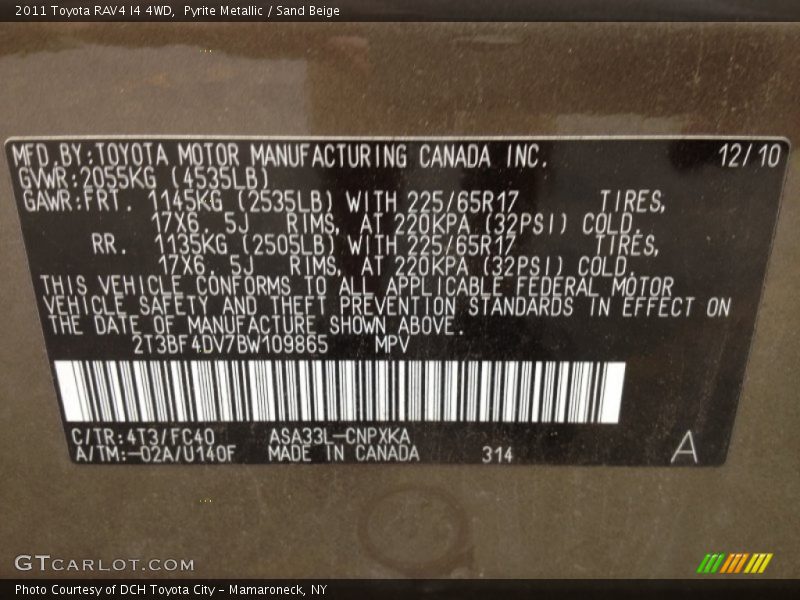 2011 Toyota RAV4 I4 4WD, Pyrite Metallic / Sand Beige
MFD.BY:TOYOTA MOTOR MANUFACTURING CANADA INC. 12/10
GVWR:2055KG (4535LB)
GAWR:FRT. 1145KG (2535LB) WITH 225/65R17 TIRES,
17X6. 5J RIMS, AT 220KPA (32PSI) COLD.
RR. 1135KG (2505LB) WITH 225/65R17 TIRES,
17X6. 5J RIMS, AT 220KPA (32PSI) COLD.
THIS VEHICLE CONFORMS TO ALL APPLICABLE FEDERAL MOTOR
VEHICLE SAFETY AND THEFT PREVENTION STANDARDS IN EFFECT ON
THE DATE OF MANUFACTURE SHOWN ABOVE.
2T3BF4DV7BW109865 MPV
C/TR:4T3/FC40 ASA33L-CNPXKA
A/TM:-02A/U140F MADE IN CANADA 314 A
GTCARLOT.COM
Photo Courtesy of DCH Toyota City - Mamaroneck, NY